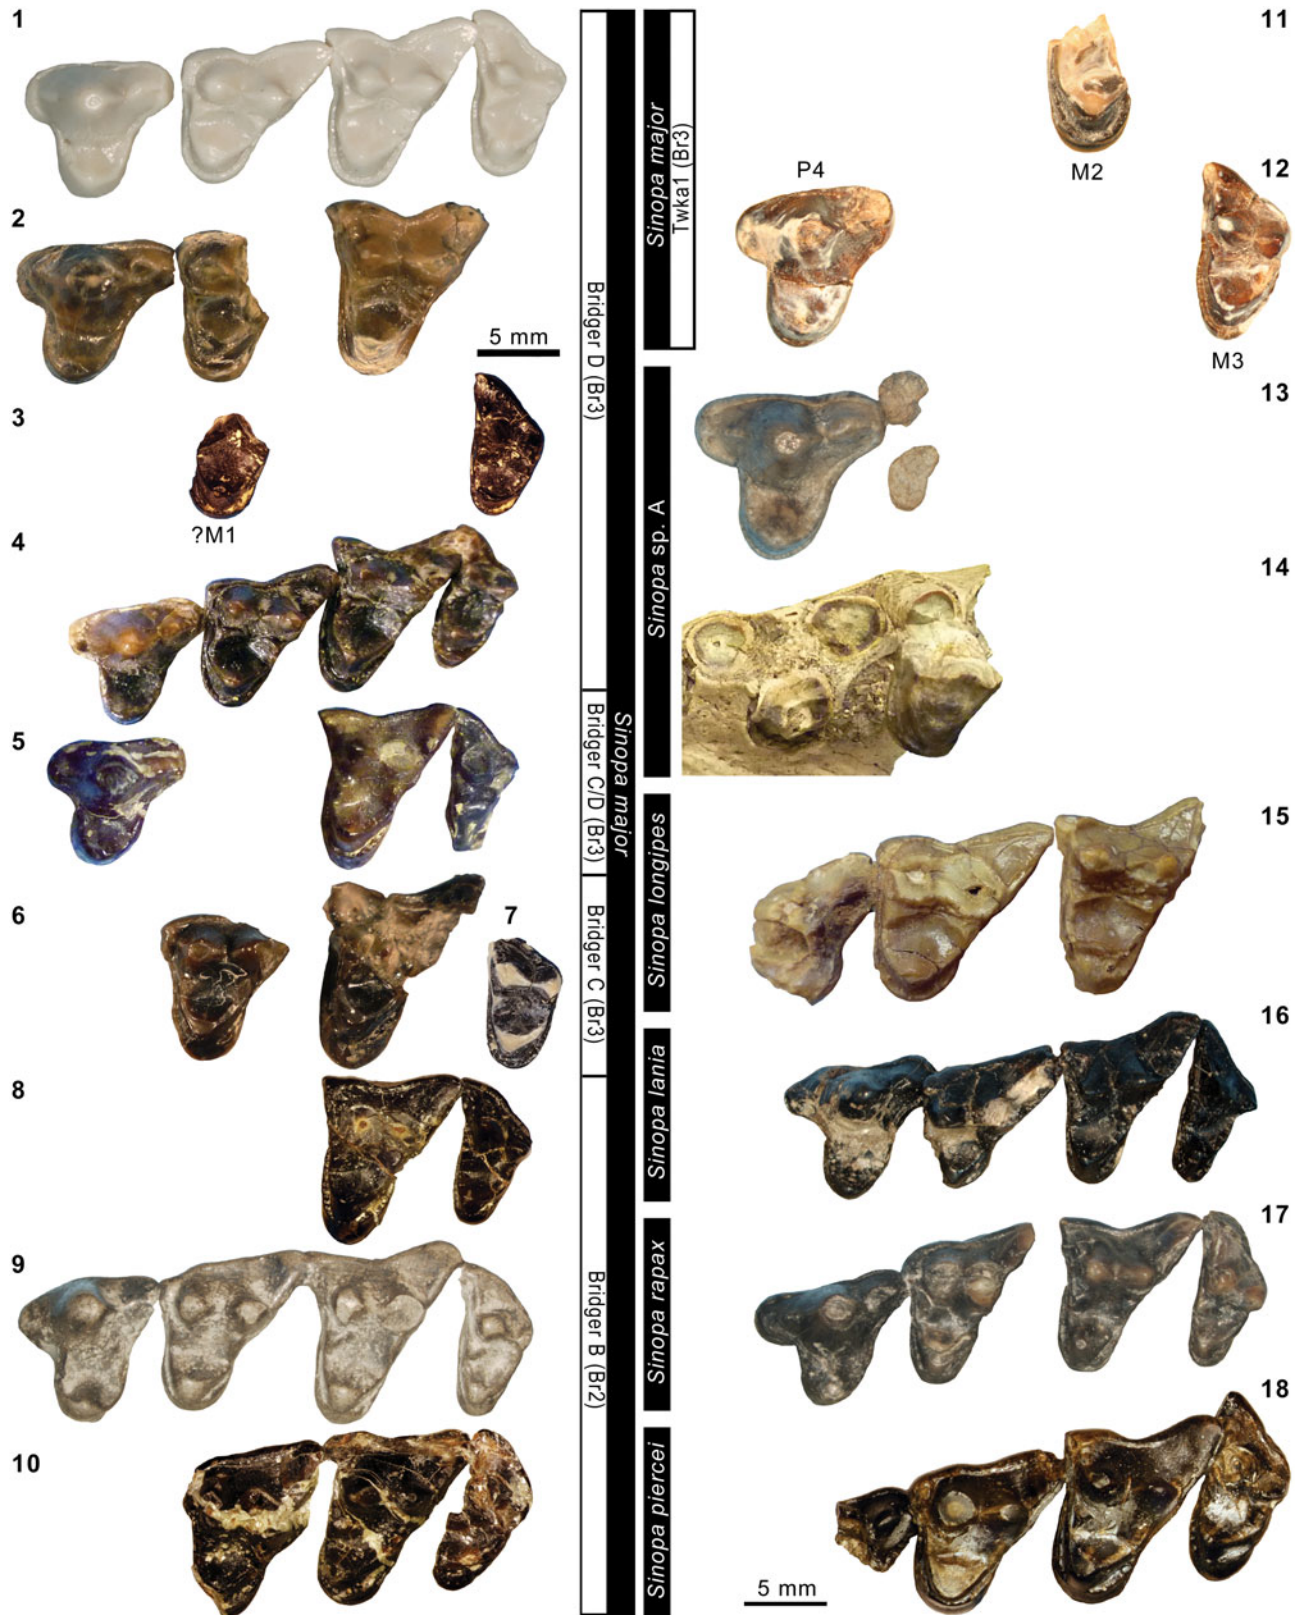 1
2
5 mm
3
?M1
4
5
6
7
8
9
10
Bridger D (Br3)
Bridger C/D (Br3)
Bridger C (Br3)
Bridger B (Br2)
Sinopa major
Sinopa major
Twka1 (Br3)
Sinopa sp. A
Sinopa longipes
Sinopa lania
Sinopa rapax
Sinopa piercei
11
M2
12
P4
M3
13
14
15
16
17
18
5 mm